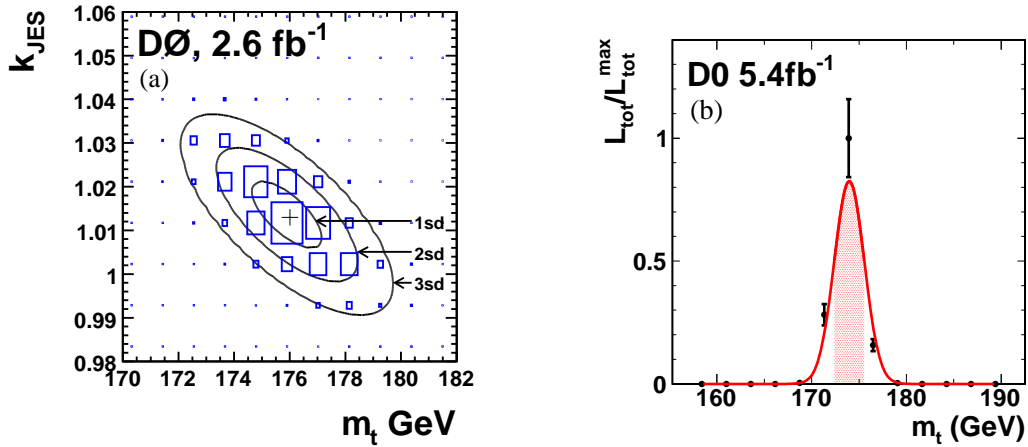 k_JES
1.06
1.05
1.04
1.03
1.02
1.01
1
0.99
0.98
DØ, 2.6 fb⁻¹
(a)
1sd
2sd
3sd
170 172 174 176 178 180 182
m_t GeV
L_tot/L_tot^max
1
0.5
0
D0 5.4fb⁻¹
(b)
160 170 180 190
m_t (GeV)